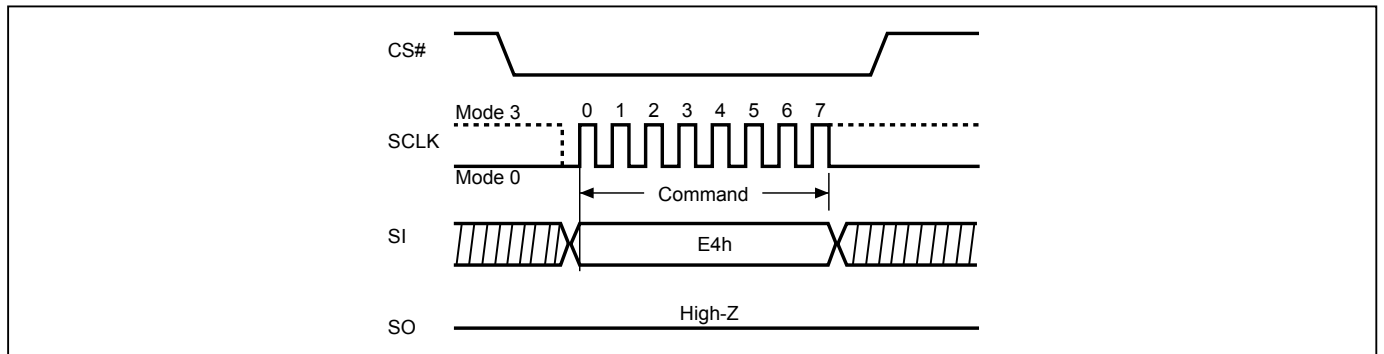 CS#
Mode 3
0 1 2 3 4 5 6 7
SCLK
Mode 0
Command
SI
E4h
High-Z
SO